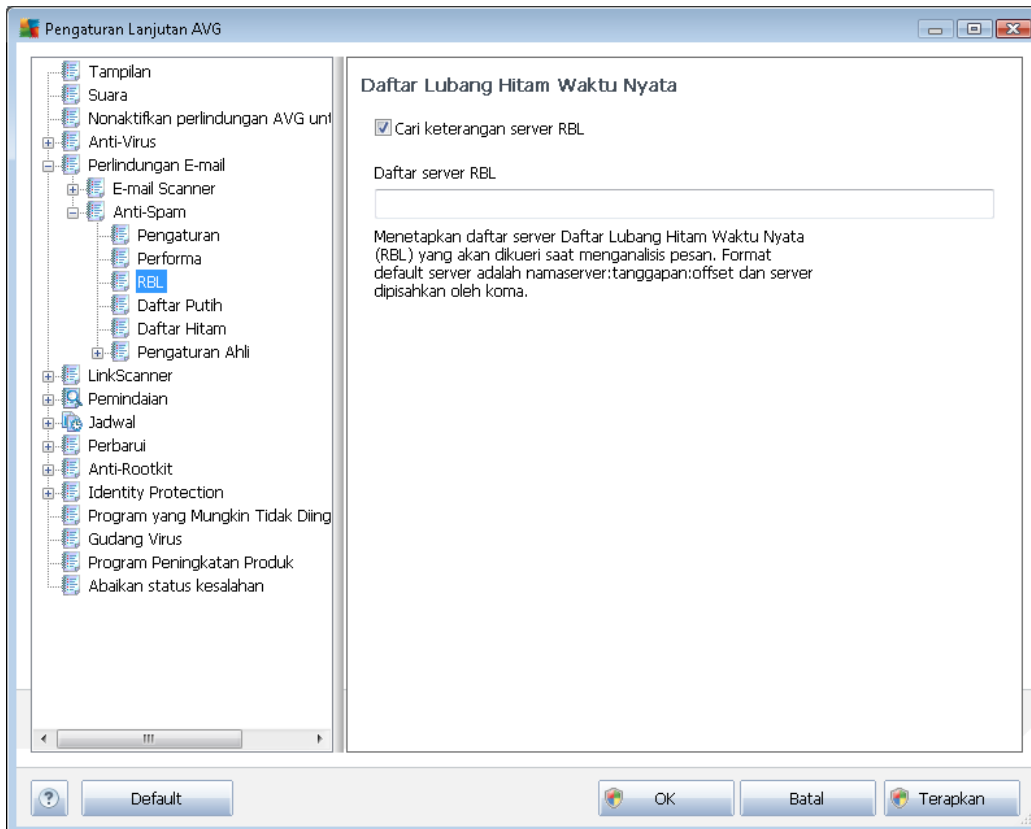 Pengaturan Lanjutan AVG
Tampilan
Suara
Nonaktifkan perlindungan AVG unt
Anti-Virus
Perlindungan E-mail
E-mail Scanner
Anti-Spam
Pengaturan
Performa
RBL
Daftar Putih
Daftar Hitam
Pengaturan Ahli
LinkScanner
Pemindaian
Jadwal
Perbarui
Anti-Rootkit
Identity Protection
Program yang Mungkin Tidak Diing
Gudang Virus
Program Peningkatan Produk
Abaikan status kesalahan
Daftar Lubang Hitam Waktu Nyata
Cari keterangan server RBL
Daftar server RBL
Menetapkan daftar server Daftar Lubang Hitam Waktu Nyata
(RBL) yang akan dikueri saat menganalisis pesan. Format
default server adalah namaserver:tanggapan:offset dan server
dipisahkan oleh koma.
?
Default
OK
Batal
Terapkan